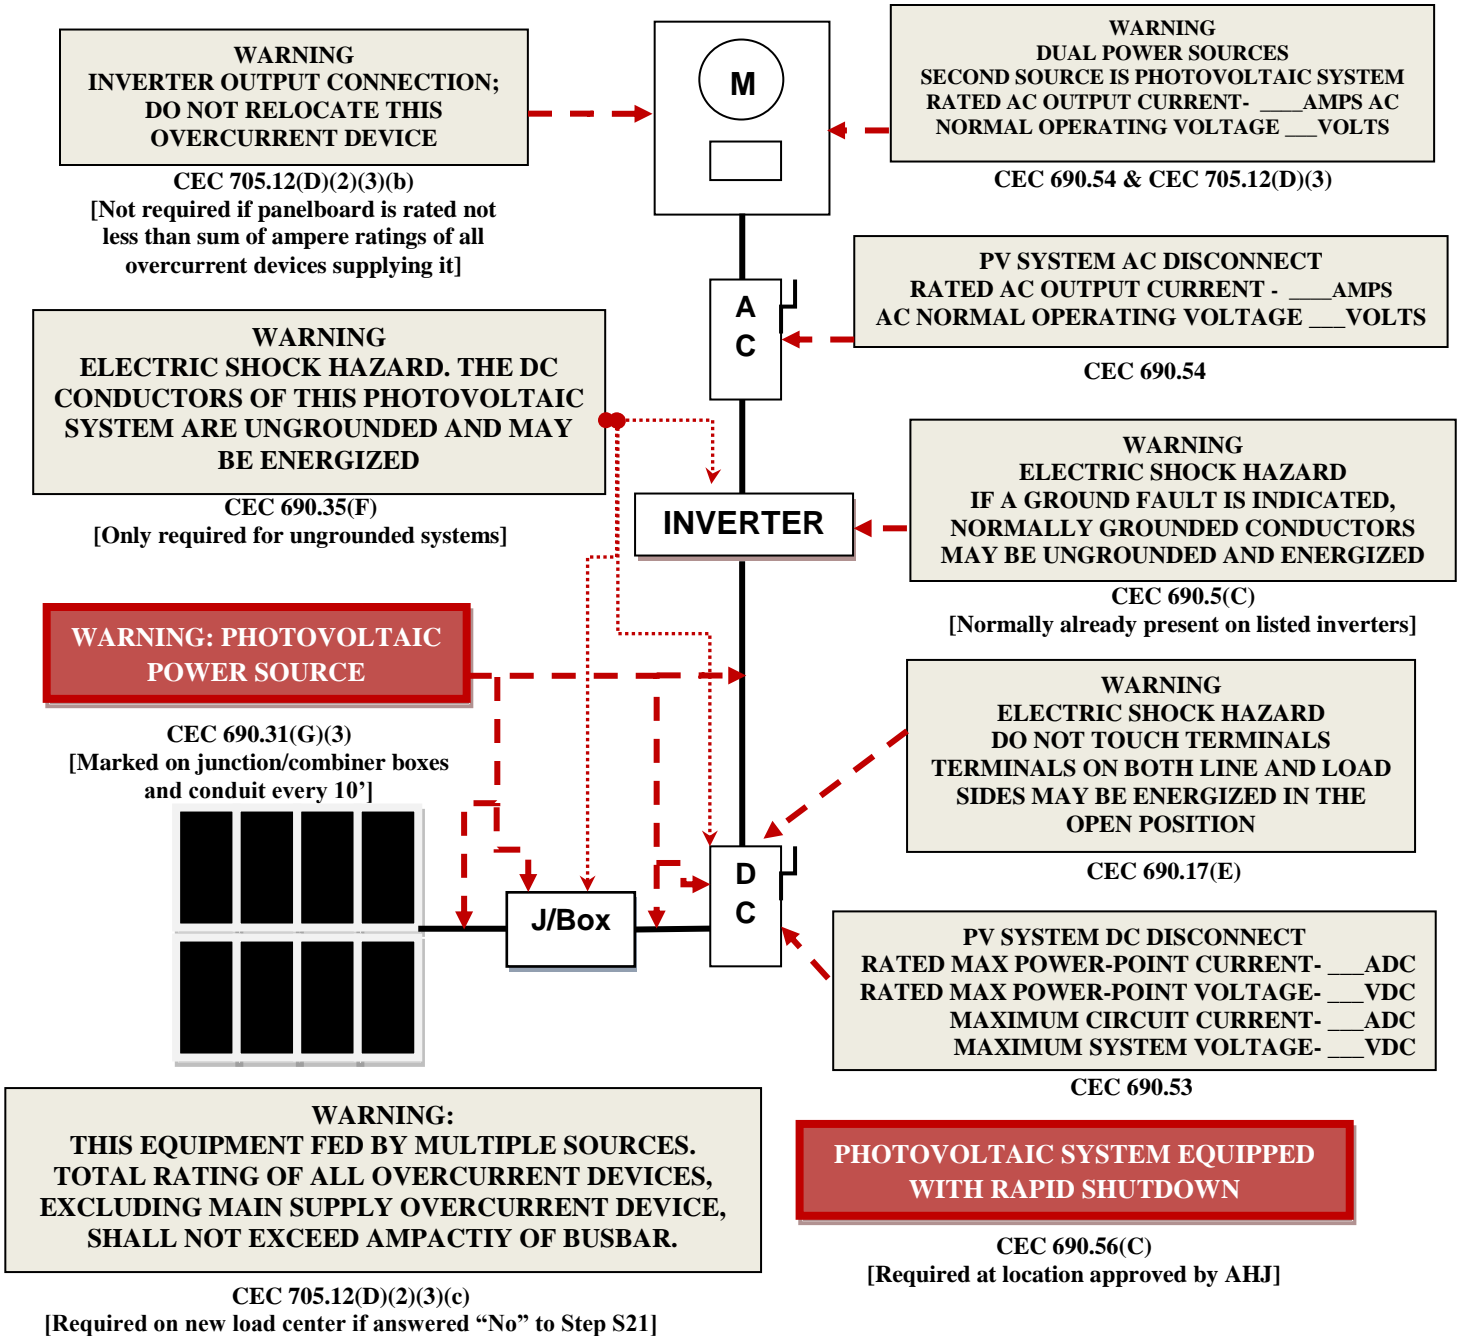 WARNING
INVERTER OUTPUT CONNECTION;
DO NOT RELOCATE THIS
OVERCURRENT DEVICE
CEC 705.12(D)(2)(3)(b)
[Not required if panelboard is rated not
less than sum of ampere ratings of all
overcurrent devices supplying it]
M
WARNING
DUAL POWER SOURCES
SECOND SOURCE IS PHOTOVOLTAIC SYSTEM
RATED AC OUTPUT CURRENT- ____AMPS AC
NORMAL OPERATING VOLTAGE ___VOLTS
CEC 690.54 & CEC 705.12(D)(3)
PV SYSTEM AC DISCONNECT
RATED AC OUTPUT CURRENT - ____AMPS
AC NORMAL OPERATING VOLTAGE ___VOLTS
CEC 690.54
A
C
WARNING
ELECTRIC SHOCK HAZARD. THE DC
CONDUCTORS OF THIS PHOTOVOLTAIC
SYSTEM ARE UNGROUNDED AND MAY
BE ENERGIZED
CEC 690.35(F)
[Only required for ungrounded systems]
INVERTER
WARNING
ELECTRIC SHOCK HAZARD
IF A GROUND FAULT IS INDICATED,
NORMALLY GROUNDED CONDUCTORS
MAY BE UNGROUNDED AND ENERGIZED
CEC 690.5(C)
[Normally already present on listed inverters]
WARNING: PHOTOVOLTAIC
POWER SOURCE
CEC 690.31(G)(3)
[Marked on junction/combiner boxes
and conduit every 10']
WARNING
ELECTRIC SHOCK HAZARD
DO NOT TOUCH TERMINALS
TERMINALS ON BOTH LINE AND LOAD
SIDES MAY BE ENERGIZED IN THE
OPEN POSITION
CEC 690.17(E)
J/Box
D
C
PV SYSTEM DC DISCONNECT
RATED MAX POWER-POINT CURRENT- ___ADC
RATED MAX POWER-POINT VOLTAGE- ___VDC
MAXIMUM CIRCUIT CURRENT- ___ADC
MAXIMUM SYSTEM VOLTAGE- ___VDC
CEC 690.53
WARNING:
THIS EQUIPMENT FED BY MULTIPLE SOURCES.
TOTAL RATING OF ALL OVERCURRENT DEVICES,
EXCLUDING MAIN SUPPLY OVERCURRENT DEVICE,
SHALL NOT EXCEED AMPACTIY OF BUSBAR.
CEC 705.12(D)(2)(3)(c)
[Required on new load center if answered “No” to Step S21]
PHOTOVOLTAIC SYSTEM EQUIPPED
WITH RAPID SHUTDOWN
CEC 690.56(C)
[Required at location approved by AHJ]